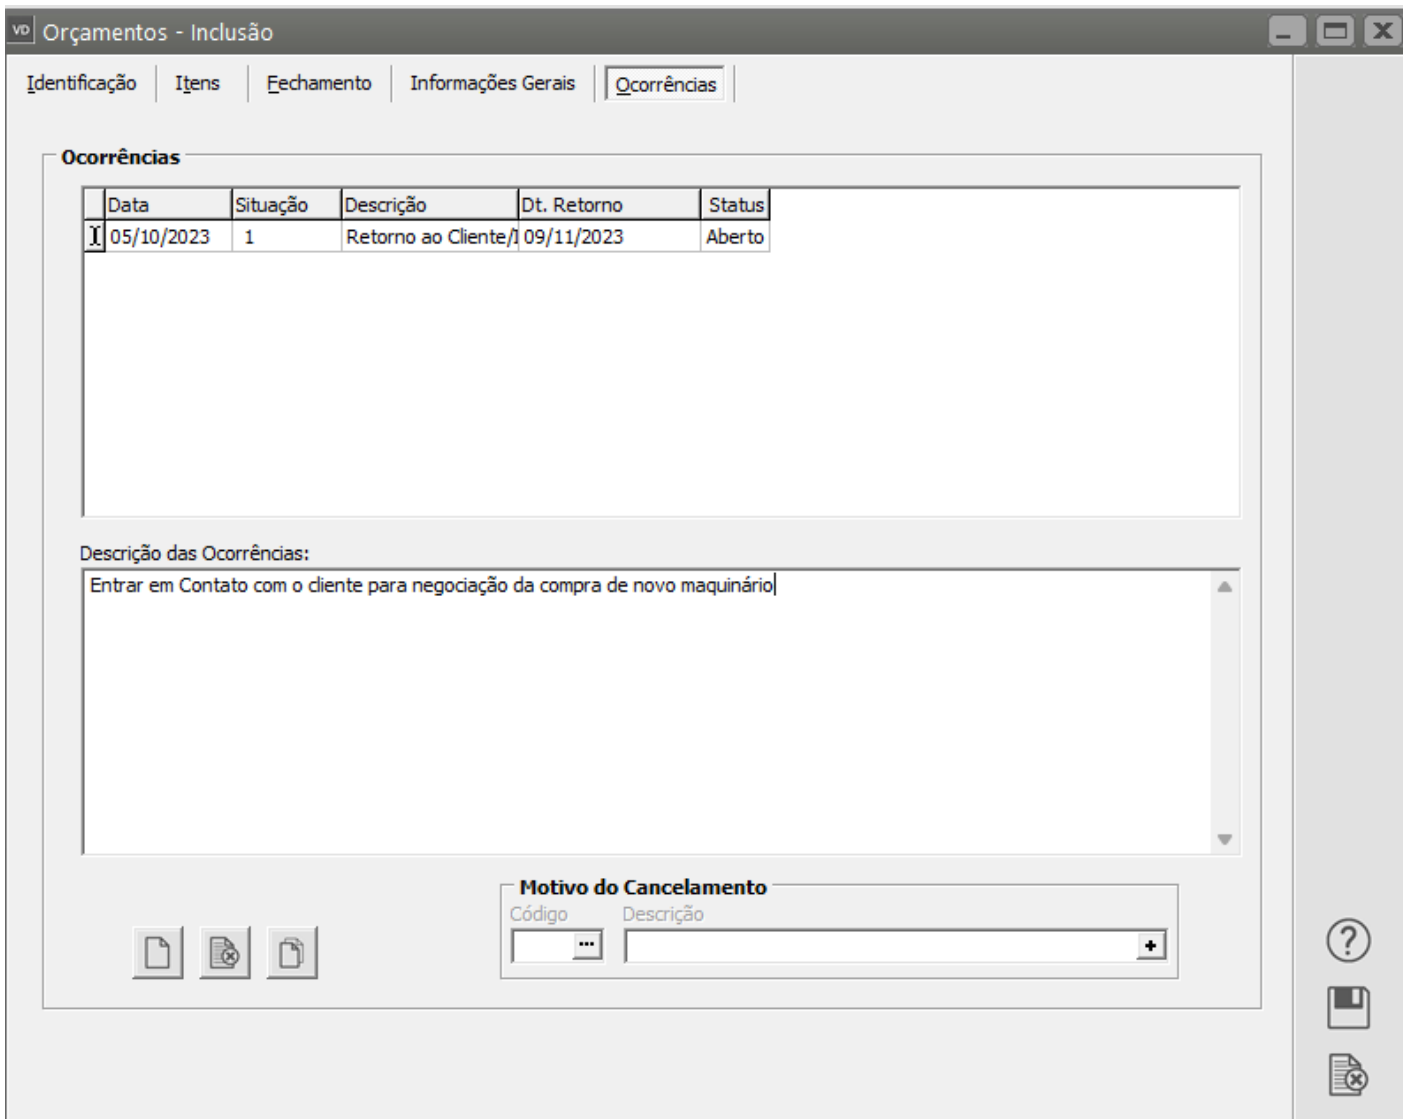 VD Orçamentos - Inclusão
Identificação Itens Fechamento Informações Gerais Ocorrências
Ocorrências
Data Situação Descrição Dt. Retorno Status
05/10/2023 1 Retorno ao Cliente/ 09/11/2023 Aberto
Descrição das Ocorrências:
Entrar em Contato com o cliente para negociação da compra de novo maquinário
Motivo do Cancelamento
Código Descrição